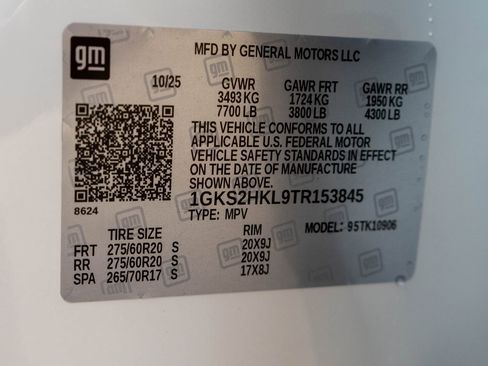 gm
MFD BY GENERAL MOTORS LLC
10/25 GVWR GAWR FRT GAWR RR
3493 KG 1724 KG 1950 KG
7700 LB 3800 LB 4300 LB
THIS VEHICLE CONFORMS TO ALL
APPLICABLE U.S. FEDERAL MOTOR
VEHICLE SAFETY STANDARDS IN EFFECT
ON THE DATE OF MANUFACTURE
SHOWN ABOVE.
1GKS2HKL9TR153845
8624 TYPE: MPV MODEL: 95TK10906
TIRE SIZE RIM
FRT 275/60R20 S 20X9J
RR 275/60R20 S 20X9J
SPA 265/70R17 S 17X8J